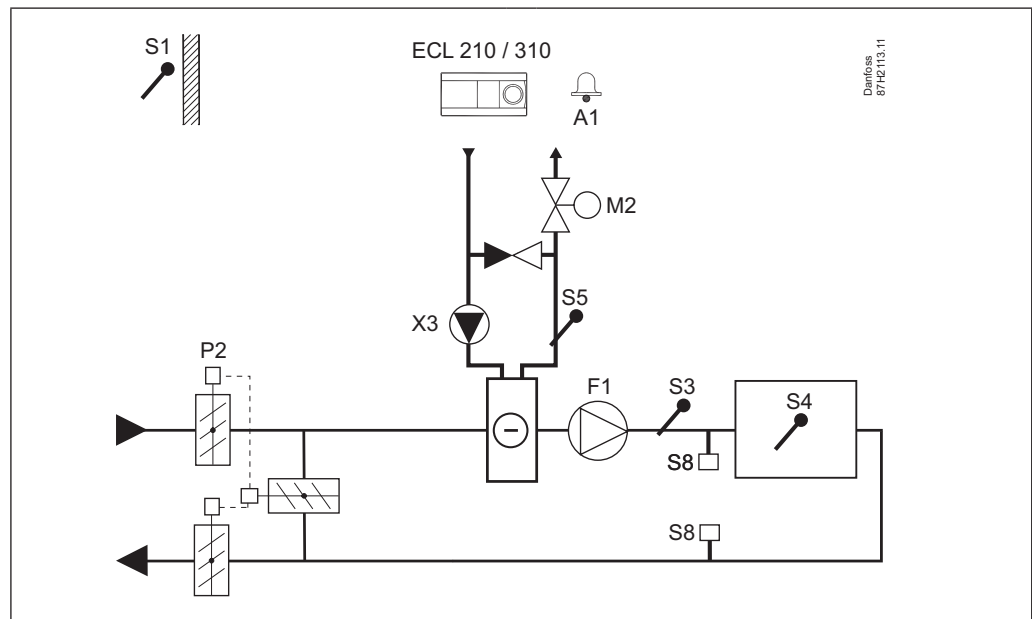 S1
ECL 210 / 310
A1
Danfoss
87H2113.11
M2
S5
X3
P2
F1
S3
S4
S8
S8